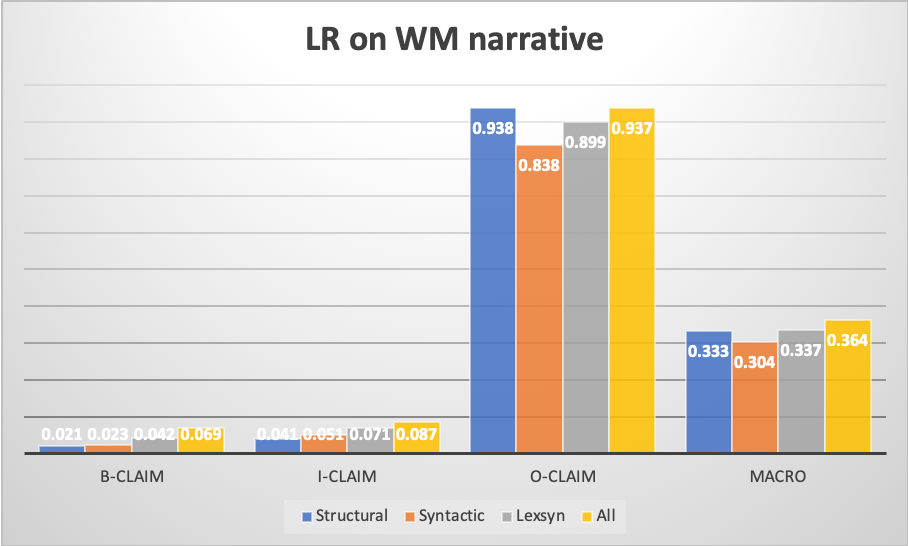 LR on WM narrative
0.938 0.838 0.899 0.937
0.333 0.304 0.337 0.364
0.021 0.023 0.042 0.069 0.041 0.051 0.071 0.087
B-CLAIM I-CLAIM O-CLAIM MACRO
Structural Syntactic Lexsyn All